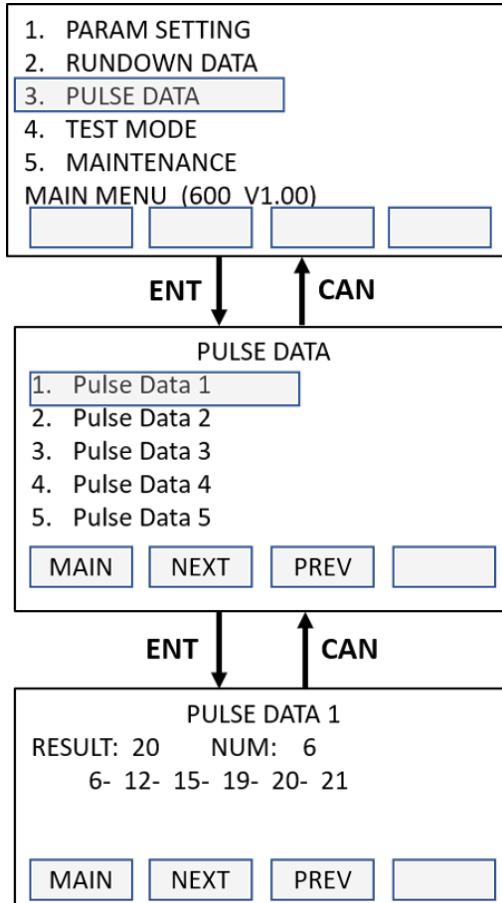 1. PARAM SETTING
2. RUNDOWN DATA
3. PULSE DATA
4. TEST MODE
5. MAINTENANCE
MAIN MENU (600 V1.00)
ENT CAN
PULSE DATA
1. Pulse Data 1
2. Pulse Data 2
3. Pulse Data 3
4. Pulse Data 4
5. Pulse Data 5
MAIN NEXT PREV
ENT CAN
PULSE DATA 1
RESULT: 20 NUM: 6
6- 12- 15- 19- 20- 21
MAIN NEXT PREV